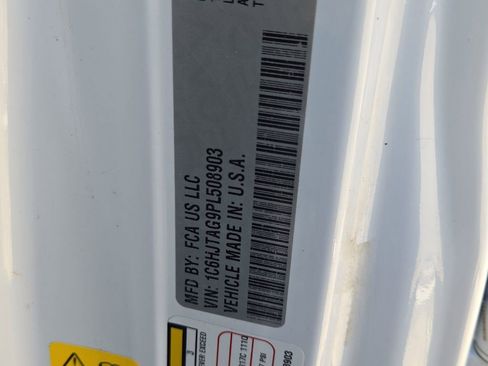 MFD BY: FCA US LLC
VIN: 1C6HJTAG9PL508903
VEHICLE MADE IN: U.S.A.